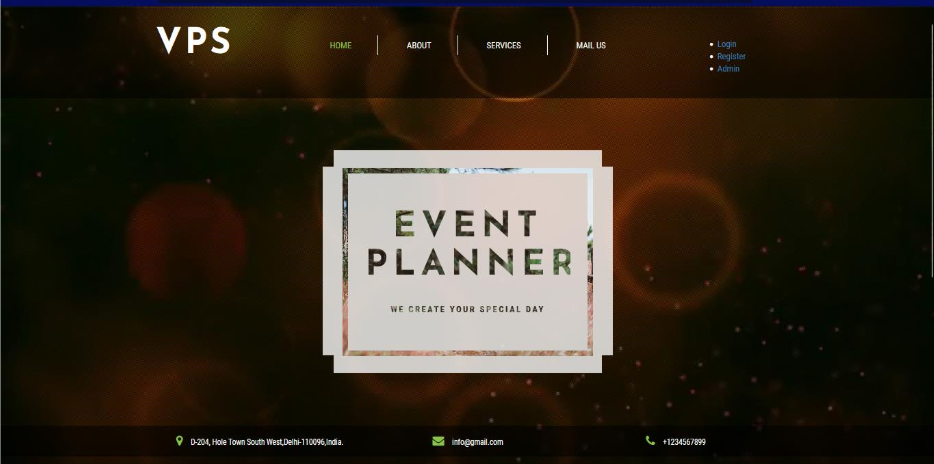 VPS
HOME
ABOUT
SERVICES
MAIL US
Login
Register
Admin
EVENT
PLANNER
WE CREATE YOUR SPECIAL DAY
D-204, Hole Town South West,Delhi-110096,India.
info@gmail.com
+1234567899